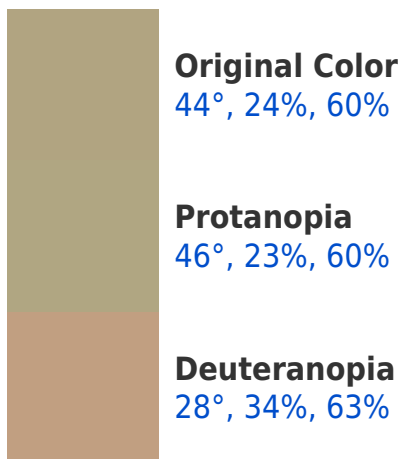 Original Color
44°, 24%, 60%
Protanopia
46°, 23%, 60%
Deuteranopia
28°, 34%, 63%